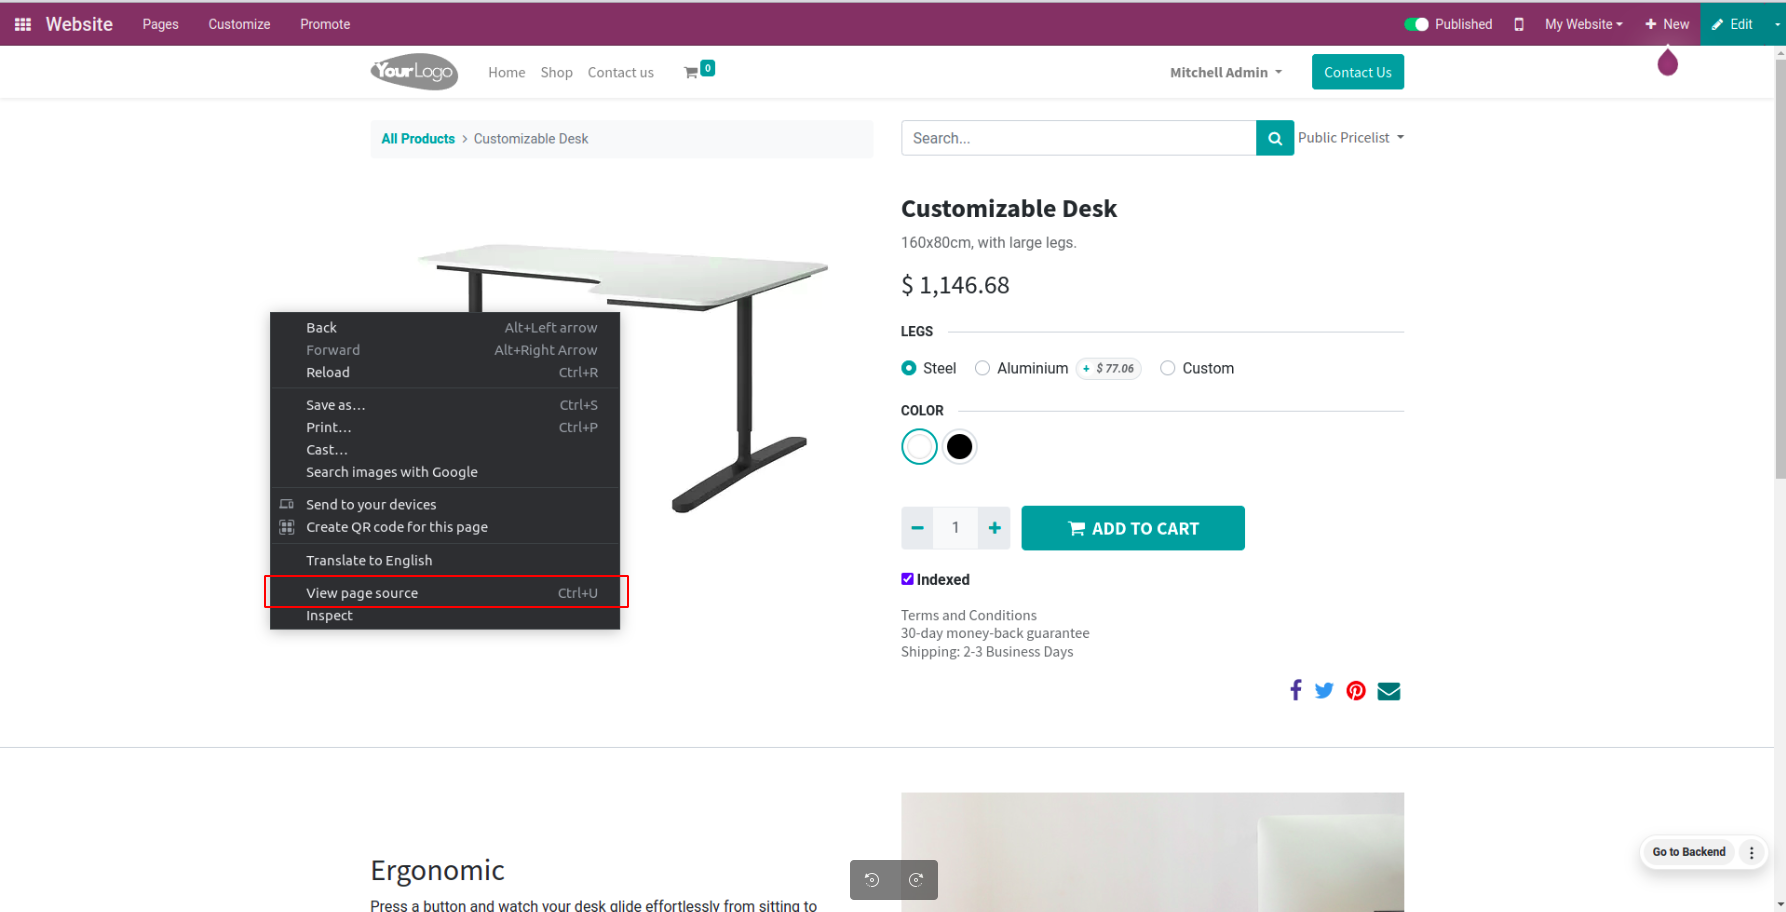 Website Pages Customize Promote Published My Website + New Edit
YourLogo Home Shop Contact us 0 Mitchell Admin Contact Us
All Products > Customizable Desk Search... Public Pricelist
Customizable Desk
160x80cm, with large legs.
$ 1,146.68
LEGS
Steel Aluminium + $ 77.06 Custom
COLOR
− 1 + ADD TO CART
Indexed
Terms and Conditions
30-day money-back guarantee
Shipping: 2-3 Business Days
Back Alt+Left arrow
Forward Alt+Right Arrow
Reload Ctrl+R
Save as... Ctrl+S
Print... Ctrl+P
Cast...
Search images with Google
Send to your devices
Create QR code for this page
Translate to English
View page source Ctrl+U
Inspect
Ergonomic
Press a button and watch your desk glide effortlessly from sitting to
Go to Backend